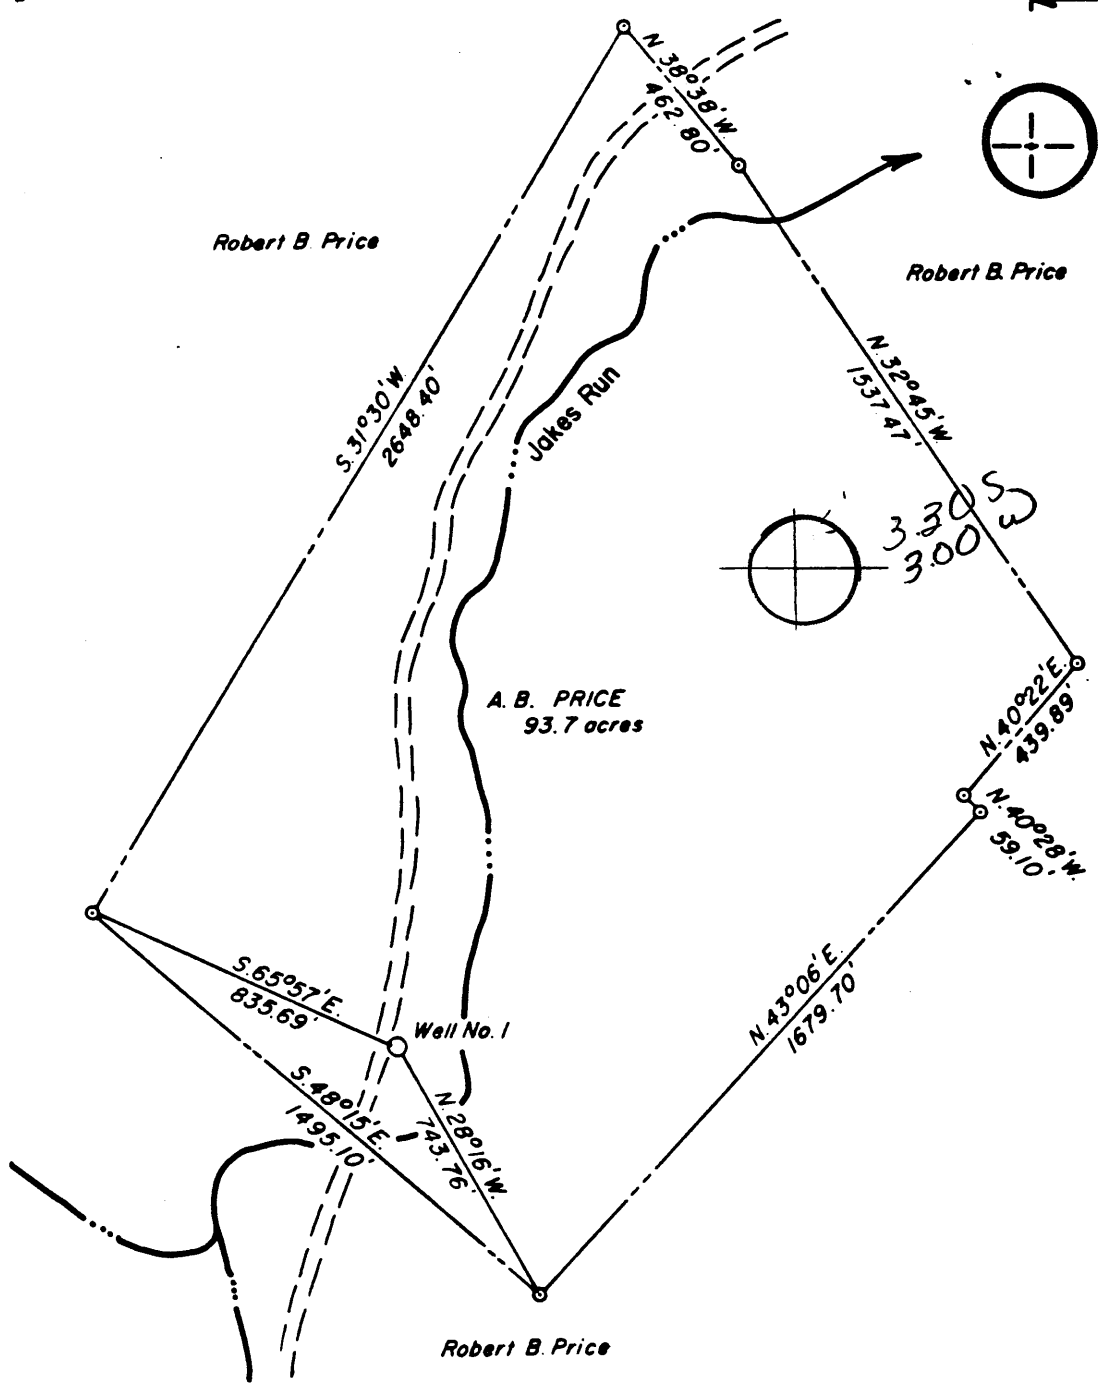 N. 38°38'W.
462.80'
Robert B. Price
Robert B. Price
N. 32°45'W.
1537.47'
S. 31°30'W.
2648.40'
Jakes Run
3.30 S
3.00 W
A. B. PRICE
93.7 acres
N. 40°22'E.
439.89'
N. 40°28'W.
59.10'
S. 65°57'E.
835.69'
Well No. 1
N. 43°06'E.
1679.70'
S. 48°15'E.
1495.10'
N. 28°16'W.
743.76'
Robert B. Price